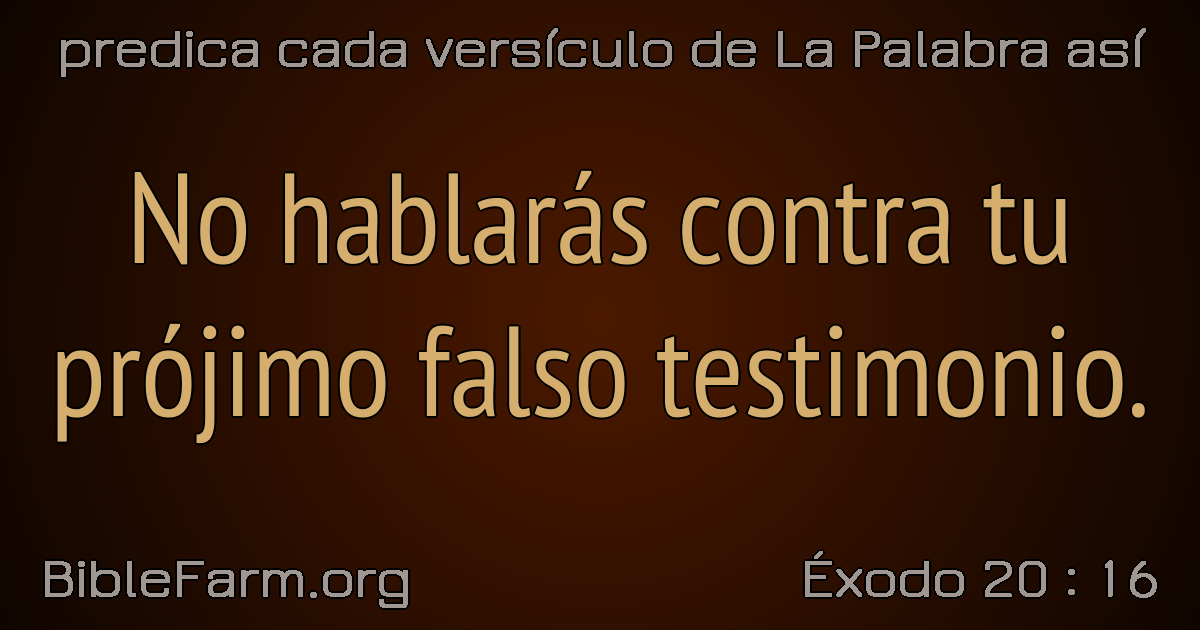 predica cada versículo de La Palabra así
No hablarás contra tu
prójimo falso testimonio.
BibleFarm.org
Éxodo 20 : 16